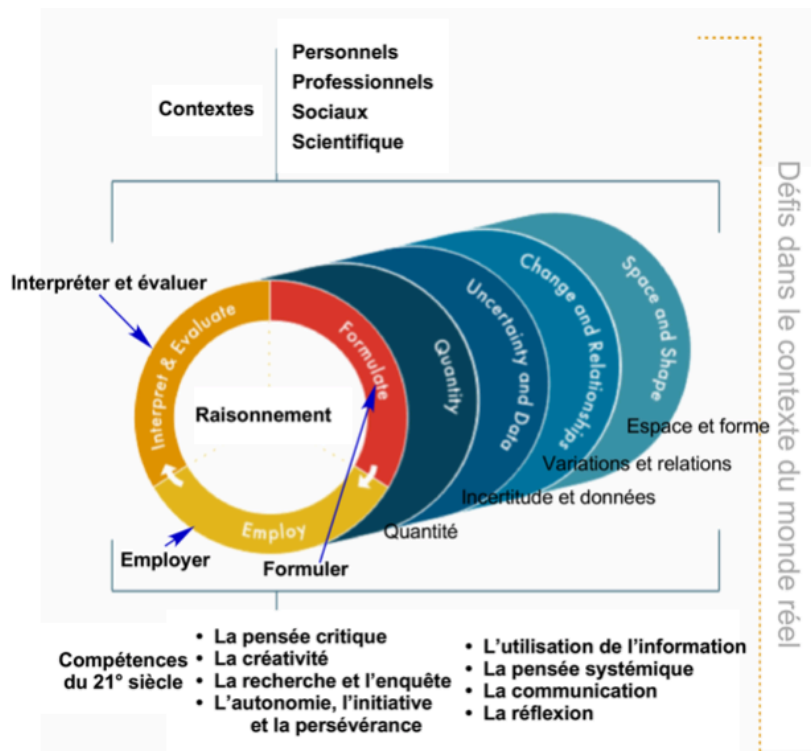 Contextes
Personnels
Professionnels
Sociaux
Scientifique
Défis dans le contexte du monde réel
Interpréter et évaluer
Interpret & Evaluate
Formulate
Employ
Raisonnement
Quantity
Uncertainty and Data
Change and Relationships
Space and Shape
Espace et forme
Variations et relations
Incertitude et données
Quantité
Employer
Formuler
Compétences
du 21° siècle
• La pensée critique
• La créativité
• La recherche et l'enquête
• L'autonomie, l'initiative
et la persévérance
• L'utilisation de l'information
• La pensée systémique
• La communication
• La réflexion